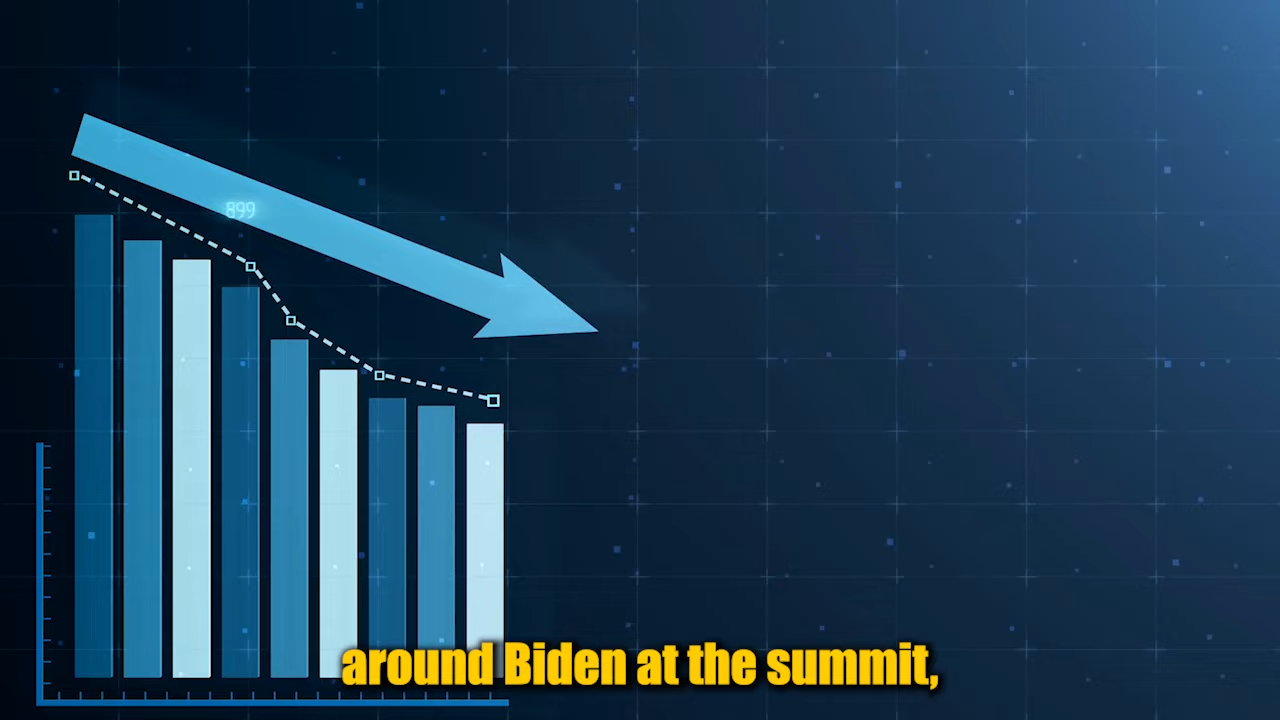 899
around Biden at the summit,